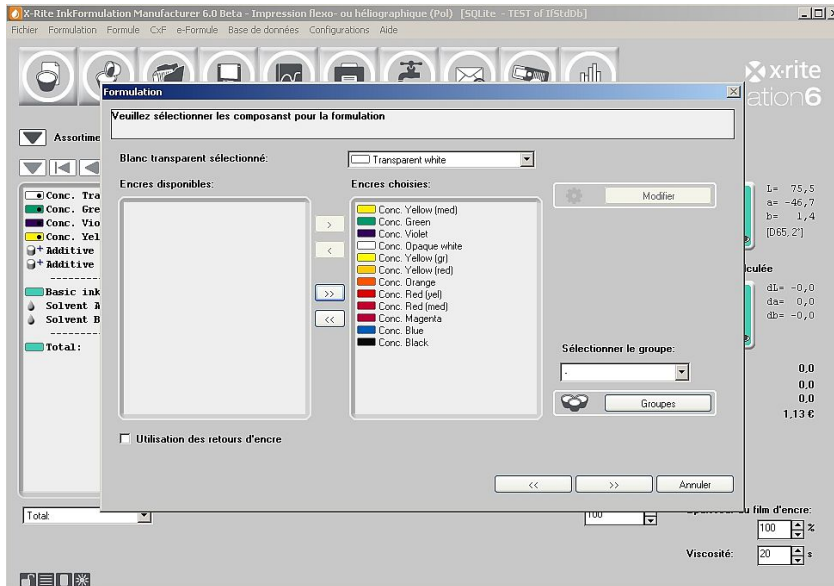 X-Rite InkFormulation Manufacturer 6.0 Beta - Impression flexo- ou héliographique (Pol) [SQLite - TEST of IfStdDb]
Fichier Formulation Formule CxF e-Formule Base de données Configurations Aide
x·rite
ation6
Formulation
Veuillez sélectionner les composanst pour la formulation
Assortime
Blanc transparent sélectionné: Transparent white
Encres disponibles:
Encres choisies:
Conc. Yellow (med)
Conc. Green
Conc. Violet
Conc. Opaque white
Conc. Yellow (gr)
Conc. Yellow (red)
Conc. Orange
Conc. Red (yel)
Conc. Red (med)
Conc. Magenta
Conc. Blue
Conc. Black
>
<
>>
<<
Modifier
Sélectionner le groupe:
-
Groupes
Utilisation des retours d'encre
<< >> Annuler
Conc. Tra
Conc. Gre
Conc. Vio
Conc. Yel
Additive
Additive
Basic ink
Solvent A
Solvent B
Total:
L= 75,5
a= -46,7
b= 1,4
[D65, 2°]
lculée
dL= -0,0
da= 0,0
db= -0,0
0,0
0,0
0,0
1,13 €
Total:
100
u film d'encre:
100 %
Viscosité: 20 s